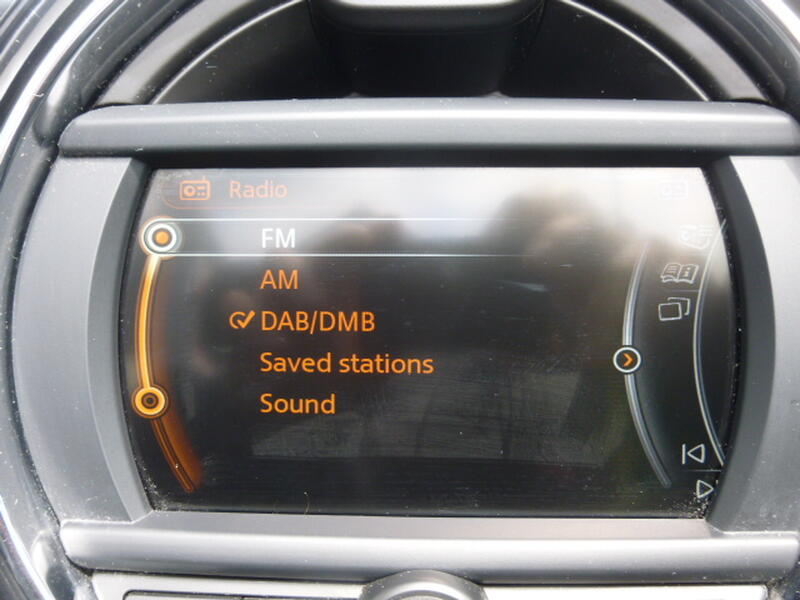 Radio
FM
AM
DAB/DMB
Saved stations
Sound